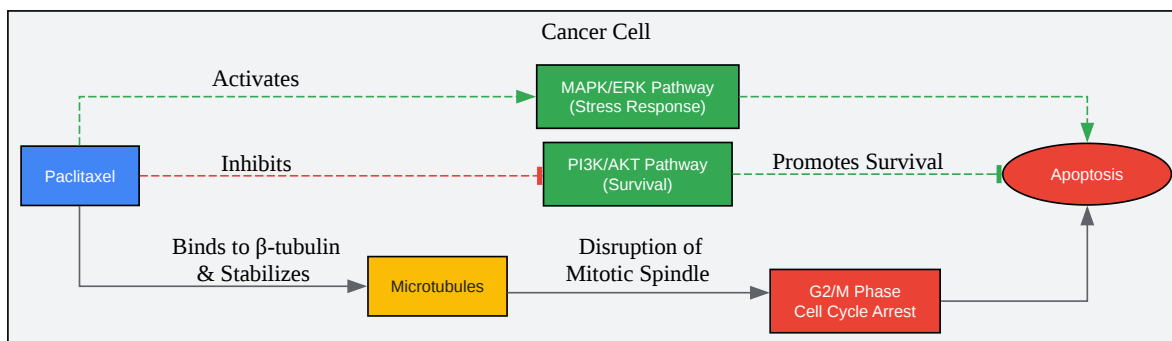 Cancer Cell
Activates
MAPK/ERK Pathway
(Stress Response)
Paclitaxel
Inhibits
PI3K/AKT Pathway
(Survival)
Promotes Survival
Apoptosis
Binds to β-tubulin
& Stabilizes
Microtubules
Disruption of
Mitotic Spindle
G2/M Phase
Cell Cycle Arrest